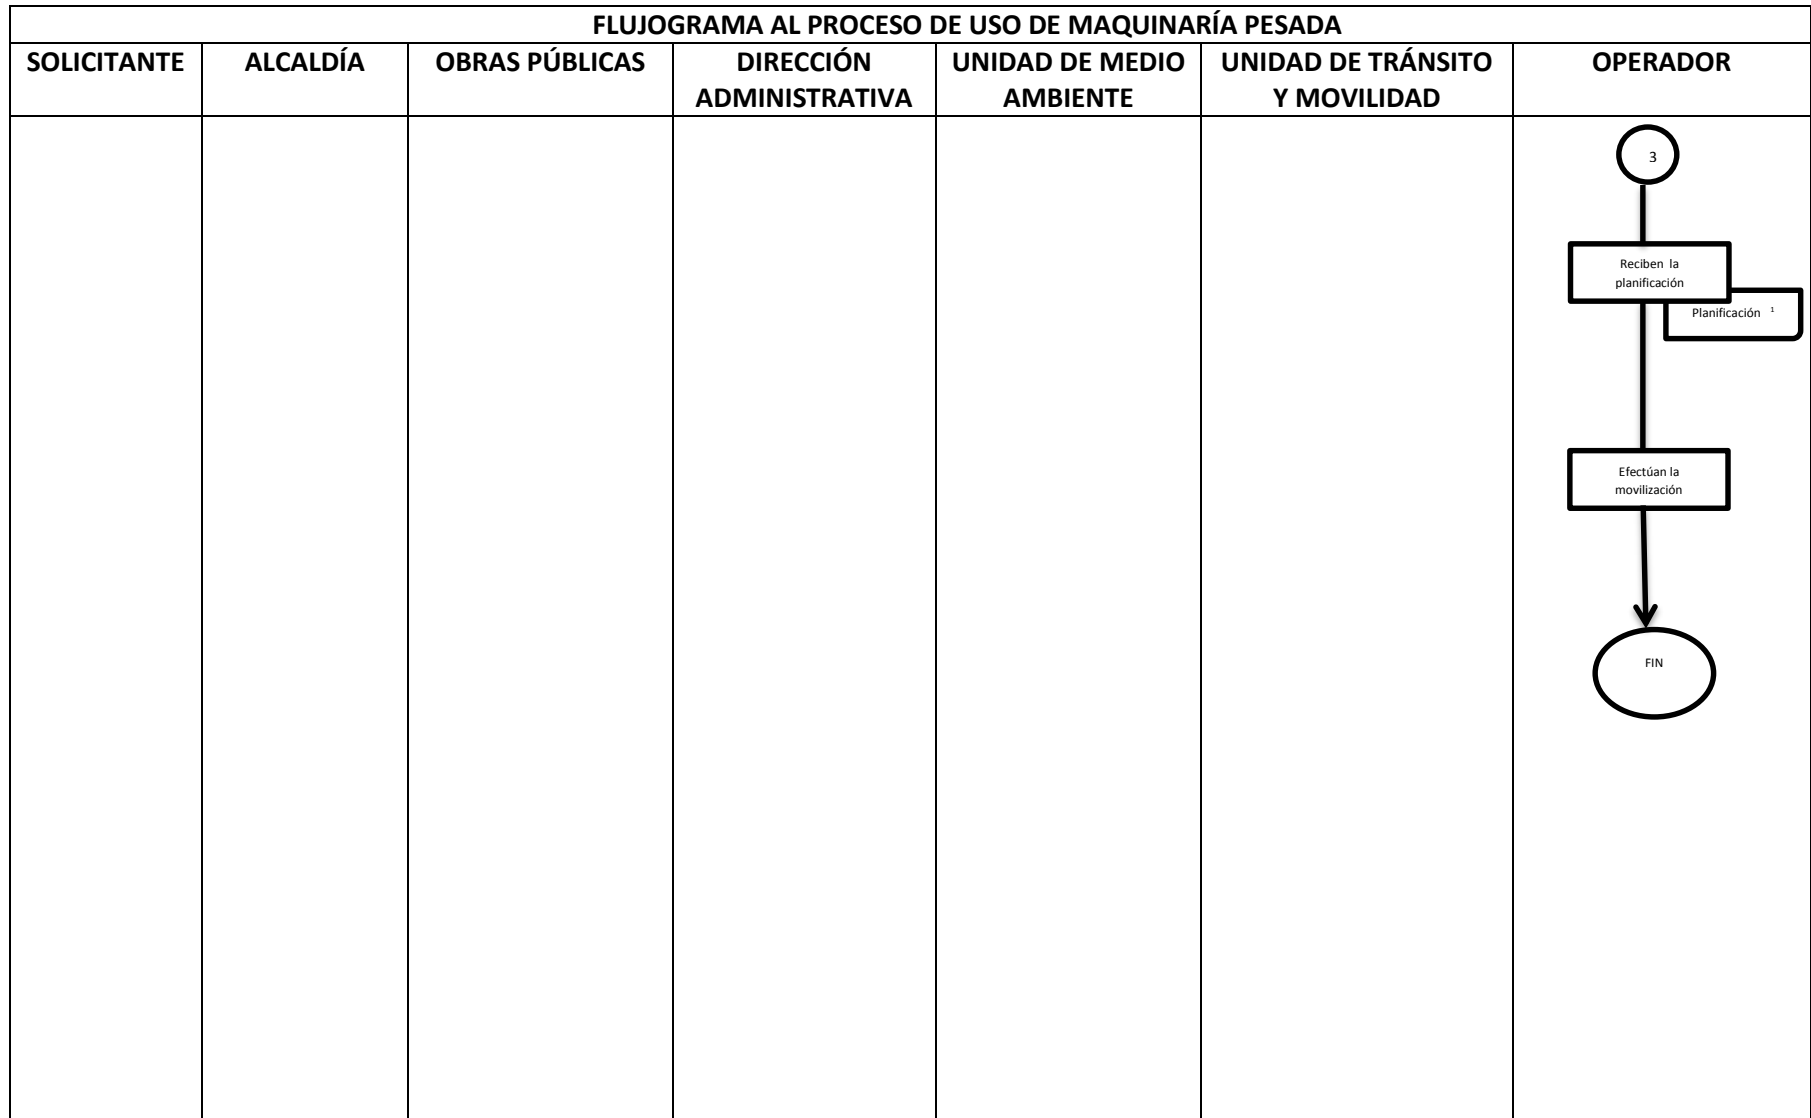 FLUJOGRAMA AL PROCESO DE USO DE MAQUINARÍA PESADA
SOLICITANTE
ALCALDÍA
OBRAS PÚBLICAS
DIRECCIÓN
ADMINISTRATIVA
UNIDAD DE MEDIO
AMBIENTE
UNIDAD DE TRÁNSITO
Y MOVILIDAD
OPERADOR
3
Reciben la
planificación
Planificación 1
Efectúan la
movilización
FIN